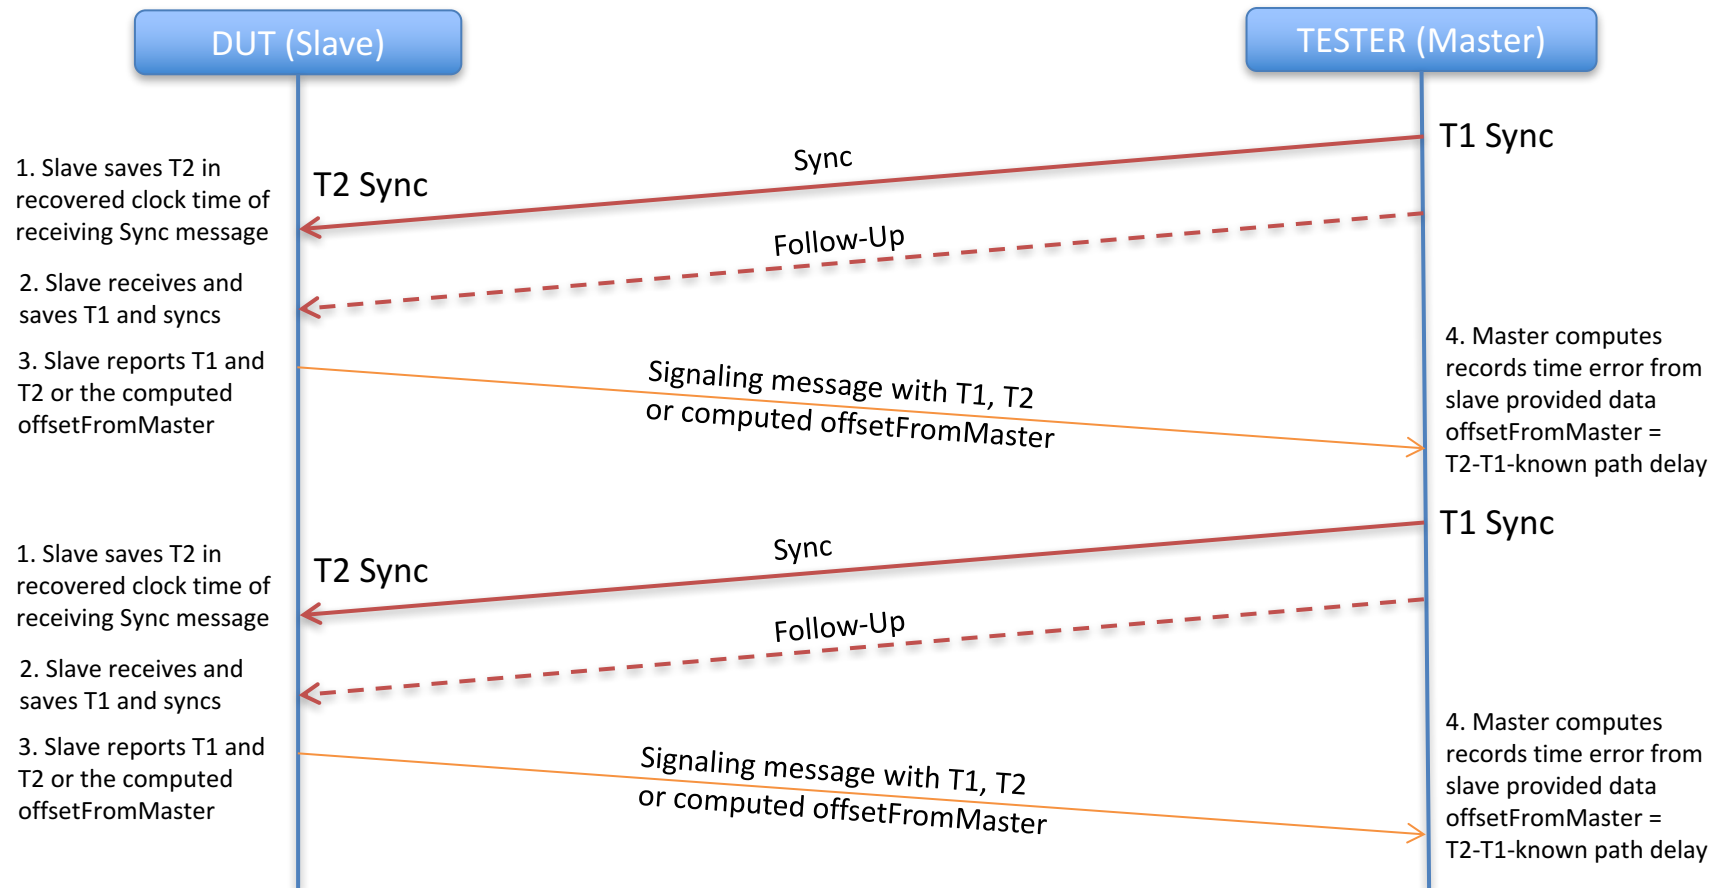 DUT (Slave)
TESTER (Master)
T1 Sync
Sync
1. Slave saves T2 in
recovered clock time of
receiving Sync message
T2 Sync
Follow-Up
2. Slave receives and
saves T1 and syncs
3. Slave reports T1 and
T2 or the computed
offsetFromMaster
Signaling message with T1, T2
or computed offsetFromMaster
4. Master computes
records time error from
slave provided data
offsetFromMaster =
T2-T1-known path delay
T1 Sync
Sync
1. Slave saves T2 in
recovered clock time of
receiving Sync message
T2 Sync
Follow-Up
2. Slave receives and
saves T1 and syncs
3. Slave reports T1 and
T2 or the computed
offsetFromMaster
Signaling message with T1, T2
or computed offsetFromMaster
4. Master computes
records time error from
slave provided data
offsetFromMaster =
T2-T1-known path delay